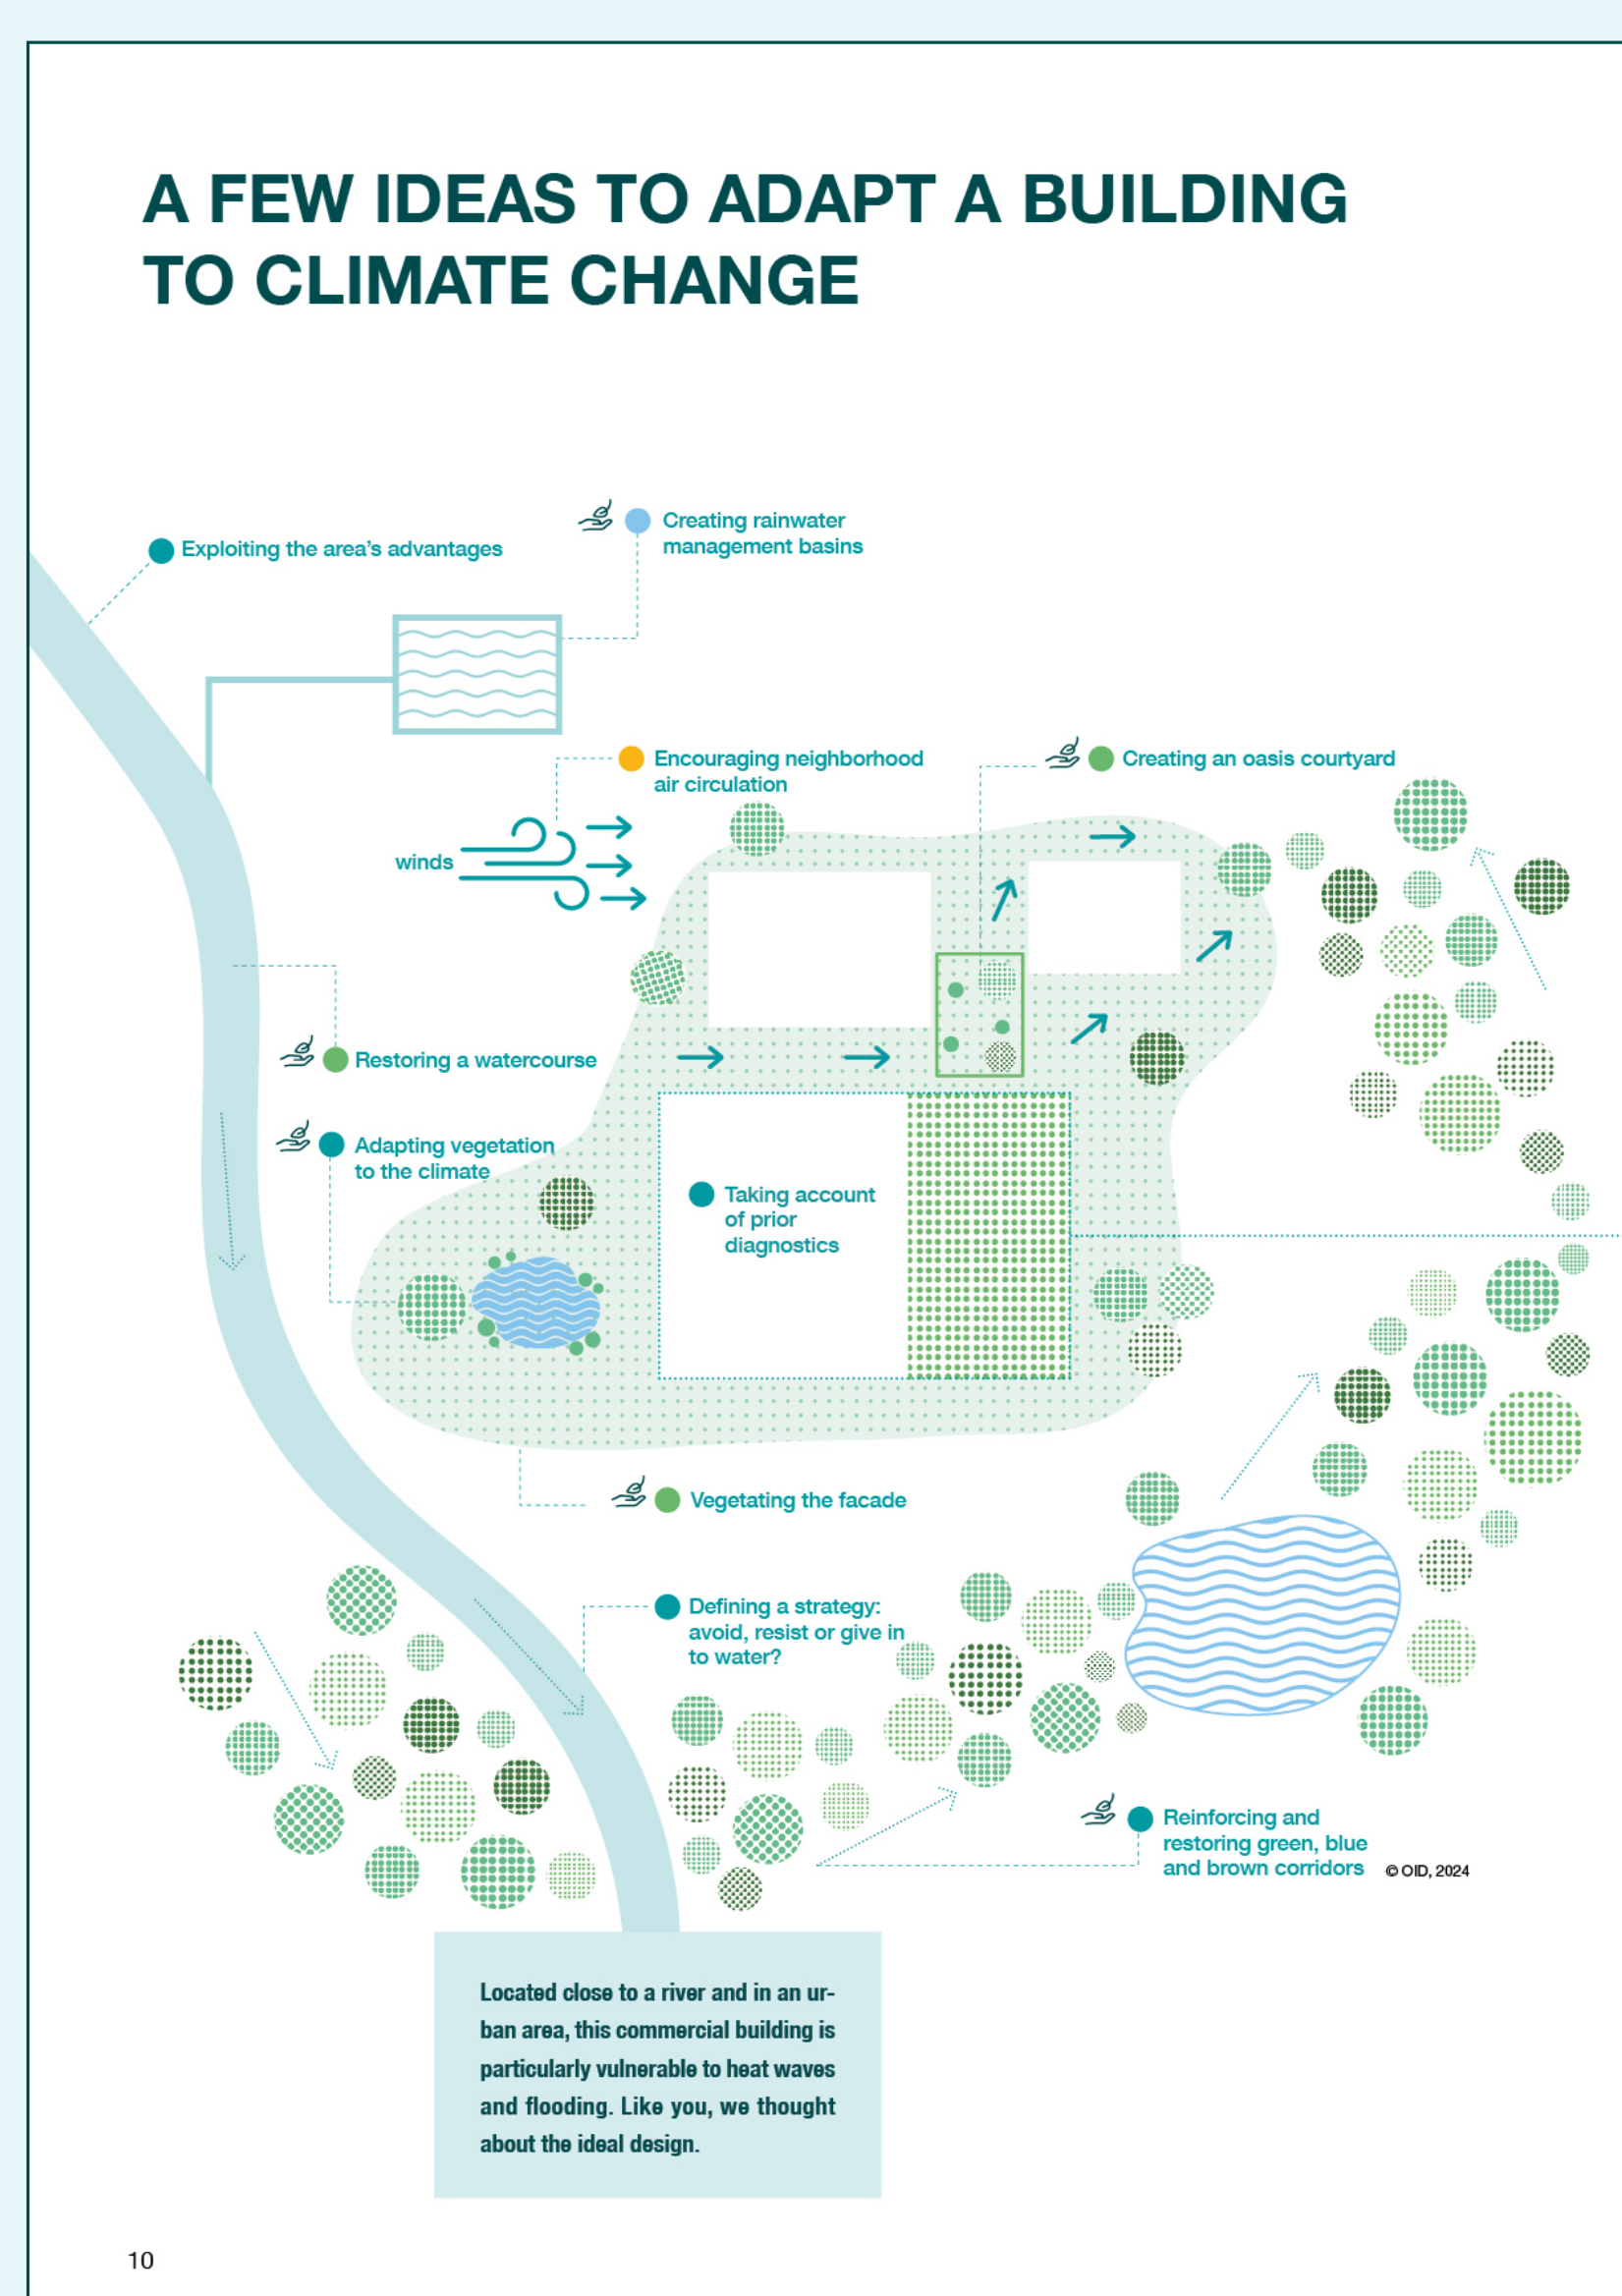 A FEW IDEAS TO ADAPT A BUILDING
TO CLIMATE CHANGE
Creating rainwater
management basins
Exploiting the area's advantages
Encouraging neighborhood
air circulation
Creating an oasis courtyard
winds
Restoring a watercourse
Adapting vegetation
to the climate
Taking account
of prior
diagnostics
Vegetating the facade
Defining a strategy:
avoid, resist or give in
to water?
Reinforcing and
restoring green, blue
and brown corridors
© OID, 2024
Located close to a river and in an ur-
ban area, this commercial building is
particularly vulnerable to heat waves
and flooding. Like you, we thought
about the ideal design.
10